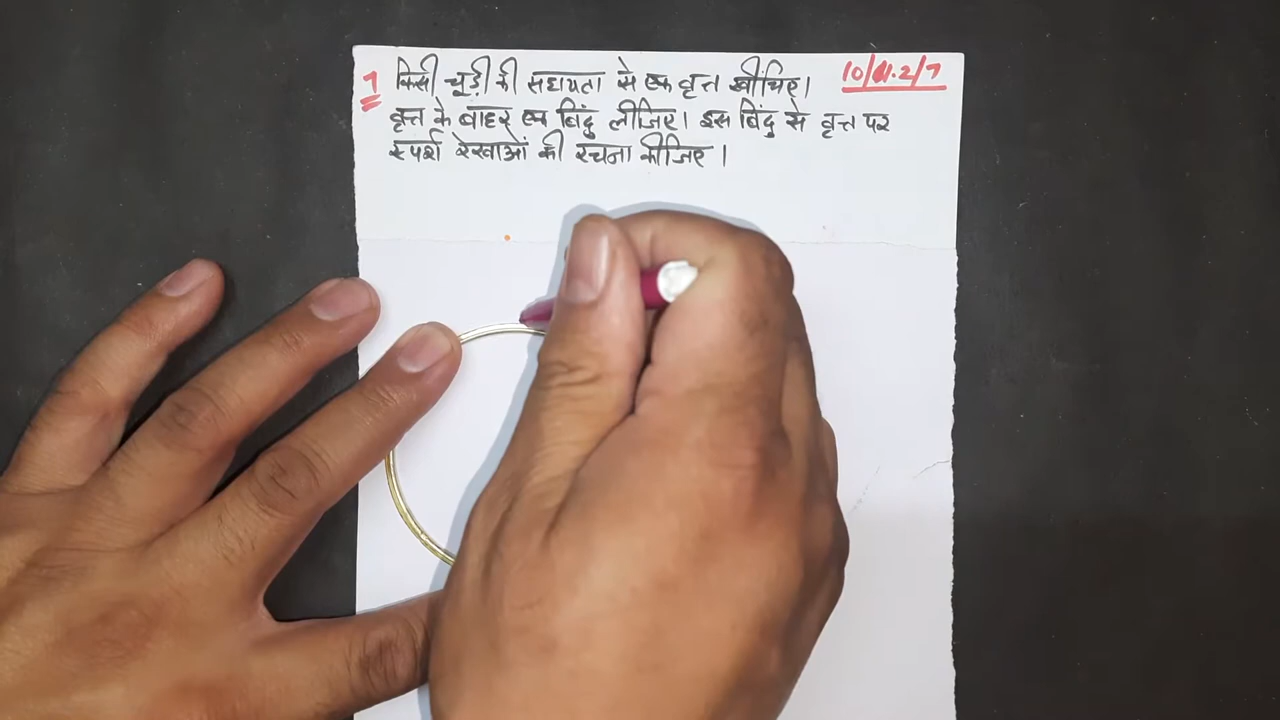 1 किसी चूड़ी की सहायता से एक वृत्त खींचिए। 10/11.2/7
वृत्त के बाहर एक बिंदु लीजिए। इस बिंदु से वृत्त पर
स्पर्श रेखाओं की रचना कीजिए।